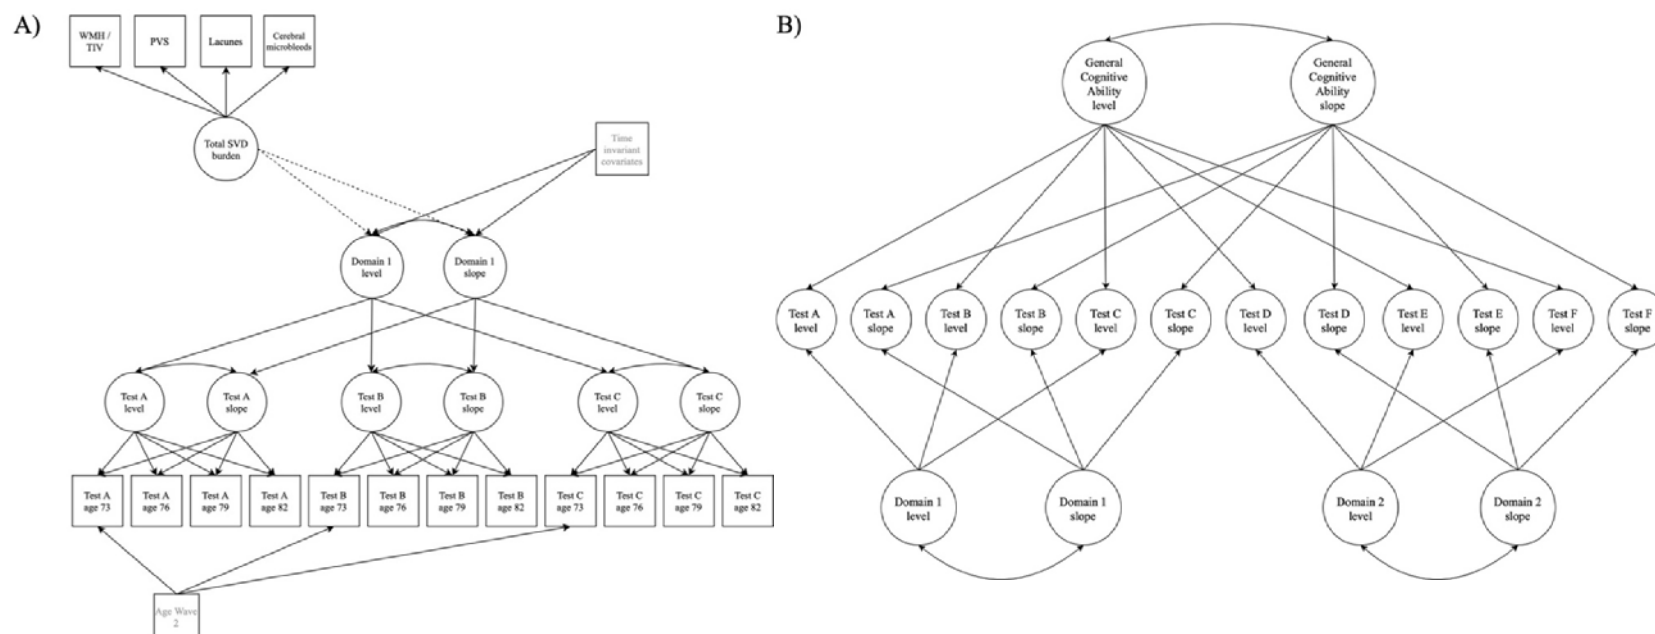 A)
WMH /
TIV
PVS
Lacunes
Cerebral
microbleeds
Total SVD
burden
Time
invariant
covariates
Domain 1
level
Domain 1
slope
Test A
level
Test A
slope
Test B
level
Test B
slope
Test C
level
Test C
slope
Test A
age 73
Test A
age 76
Test A
age 79
Test A
age 82
Test B
age 73
Test B
age 76
Test B
age 79
Test B
age 82
Test C
age 73
Test C
age 76
Test C
age 79
Test C
age 82
Age Wave
2
B)
General
Cognitive
Ability
level
General
Cognitive
Ability
slope
Test A
level
Test A
slope
Test B
level
Test B
slope
Test C
level
Test C
slope
Test D
level
Test D
slope
Test E
level
Test E
slope
Test F
level
Test F
slope
Domain 1
level
Domain 1
slope
Domain 2
level
Domain 2
slope